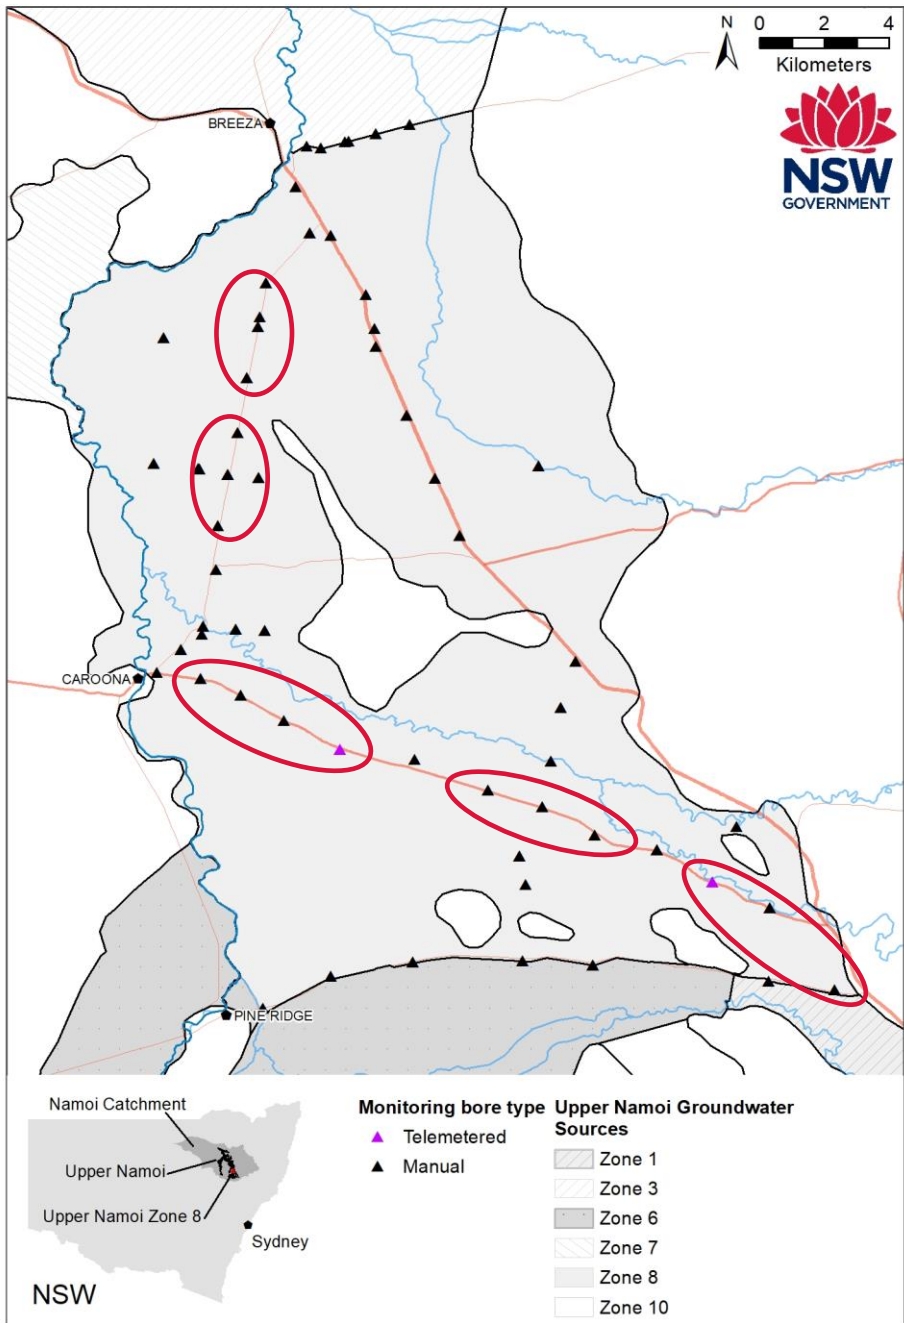 N
0 2 4
Kilometers
NSW
GOVERNMENT
BREEZA
CAROONA
PINE RIDGE
Namoi Catchment
Upper Namoi
Upper Namoi Zone 8
Sydney
NSW
Monitoring bore type
Telemetered
Manual
Upper Namoi Groundwater
Sources
Zone 1
Zone 3
Zone 6
Zone 7
Zone 8
Zone 10